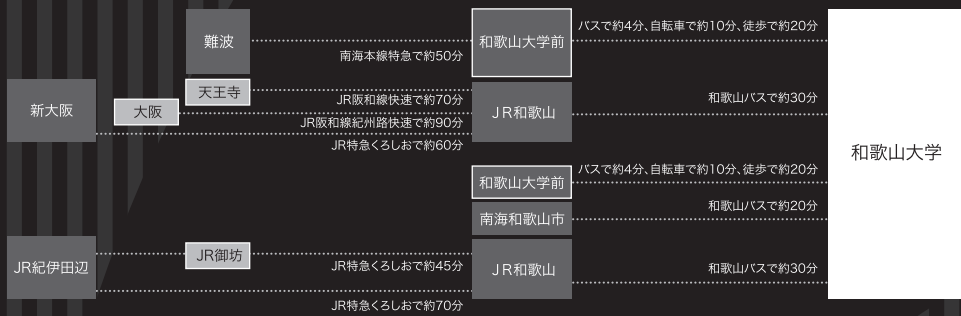 難波
和歌山大学前
バスで約4分、自転車で約10分、徒歩で約20分
南海本線特急で約50分
新大阪
大阪
天王寺
JR阪和線快速で約70分
JR和歌山
和歌山バスで約30分
JR阪和線紀州路快速で約90分
JR特急くろしおで約60分
和歌山大学
和歌山大学前
バスで約4分、自転車で約10分、徒歩で約20分
南海和歌山市
和歌山バスで約20分
JR紀伊田辺
JR御坊
JR特急くろしおで約45分
JR和歌山
和歌山バスで約30分
JR特急くろしおで約70分